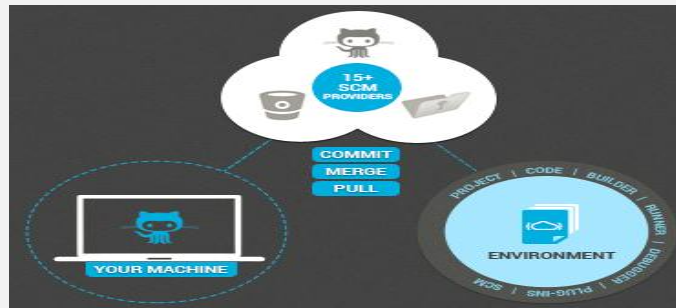 15+
SCM
PROVIDERS
COMMIT
MERGE
PULL
YOUR MACHINE
PROJECT | CODE | BUILDER | RUNNER | DEBUGGER | PLUG-INS | SCM
ENVIRONMENT